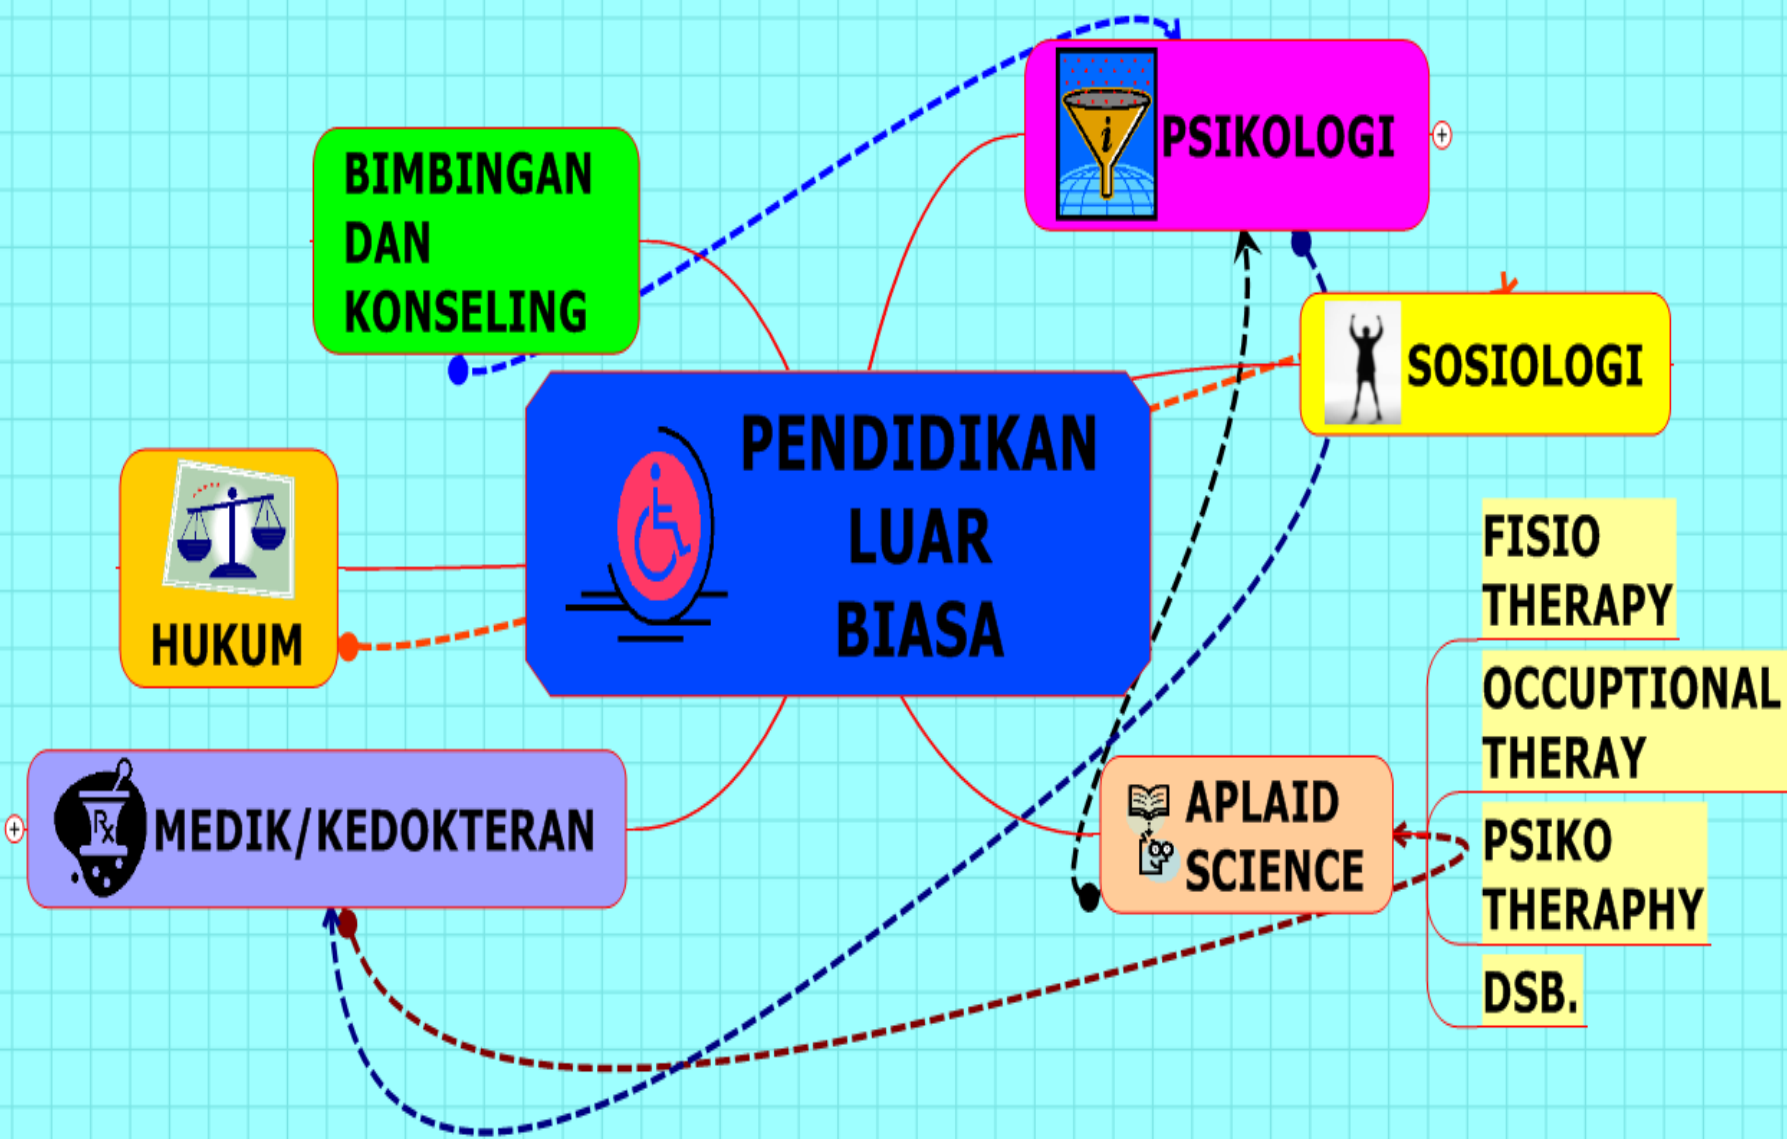 PSIKOLOGI
BIMBINGAN
DAN
KONSELING
SOSIOLOGI
PENDIDIKAN
LUAR
BIASA
HUKUM
FISIO
THERAPY
OCCUPTIONAL
THERAY
MEDIK/KEDOKTERAN
Rx
APLAID
SCIENCE
PSIKO
THERAPHY
DSB.
i